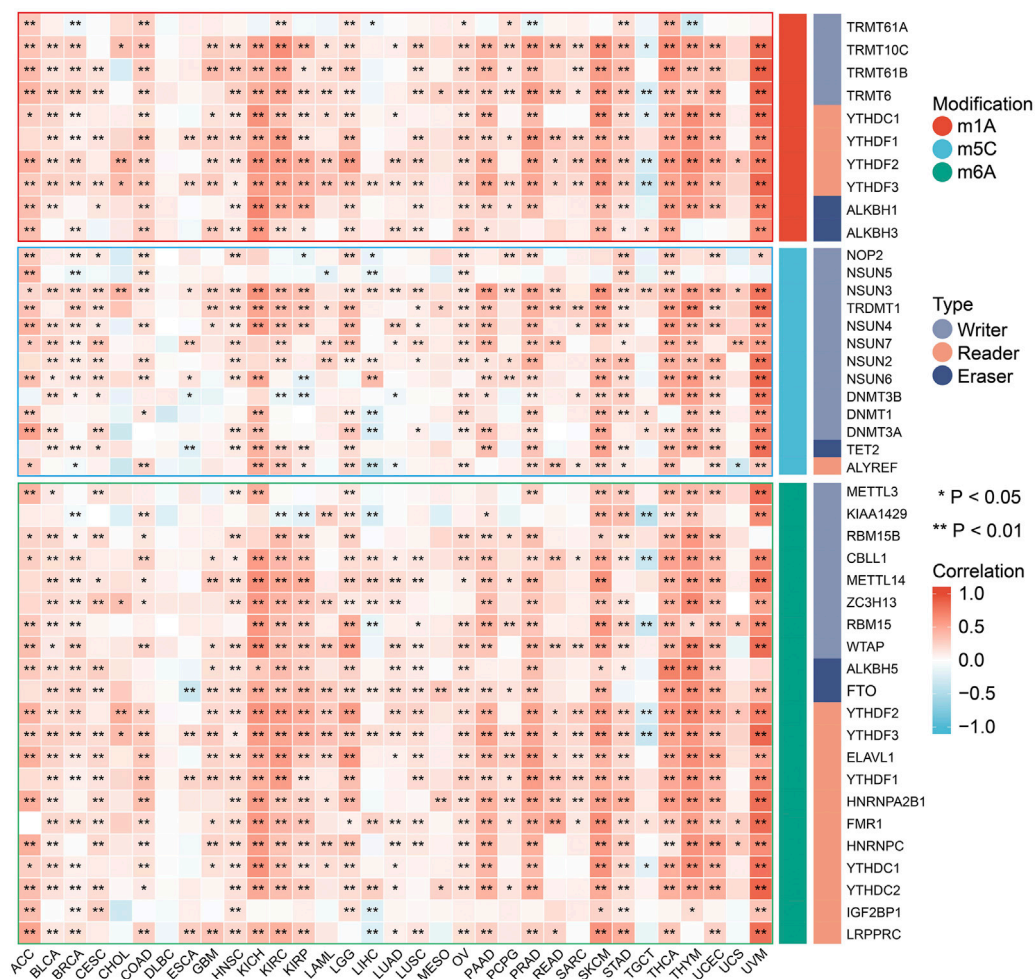 TRMT61A
TRMT10C
TRMT61B
TRMT6
YTHDC1
YTHDF1
YTHDF2
YTHDF3
ALKBH1
ALKBH3
NOP2
NSUN5
NSUN3
TRDMT1
NSUN4
NSUN7
NSUN2
NSUN6
DNMT3B
DNMT1
DNMT3A
TET2
ALYREF
METTL3
KIAA1429
RBM15B
CBLL1
METTL14
ZC3H13
RBM15
WTAP
ALKBH5
FTO
YTHDF2
YTHDF3
ELAVL1
YTHDF1
HNRNPA2B1
FMR1
HNRNPC
YTHDC1
YTHDC2
IGF2BP1
LRPPRC
ACC BLCA BRCA CESC CHOL COAD DLBC ESCA GBM HNSC KICH KIRC KIRP LAML LGG LIHC LUAD LUSC MESO OV PAAD PCPG PRAD READ SARC SKCM STAD TGCT THCA THYM UCEC UCS UVM
Modification
m1A
m5C
m6A
Type
Writer
Reader
Eraser
* P < 0.05
** P < 0.01
Correlation
1.0
0.5
0.0
−0.5
−1.0